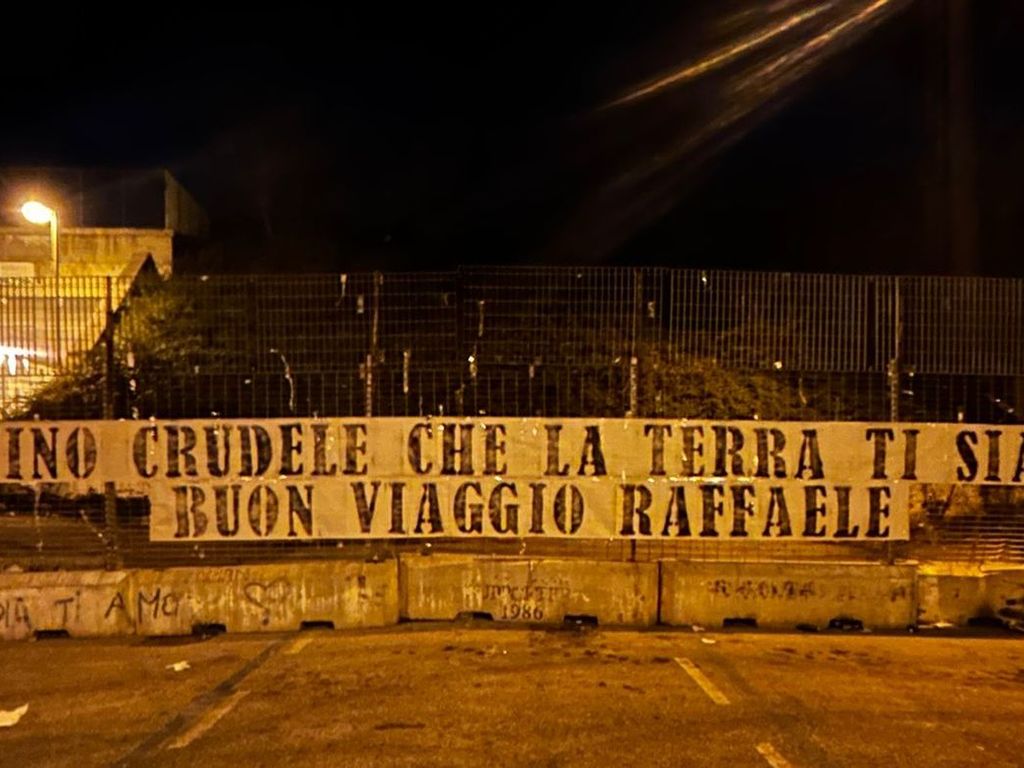 INO CRUDELE CHE LA TERRA TI SIA
BUON VIAGGIO RAFFAELE
TI AMO
1986